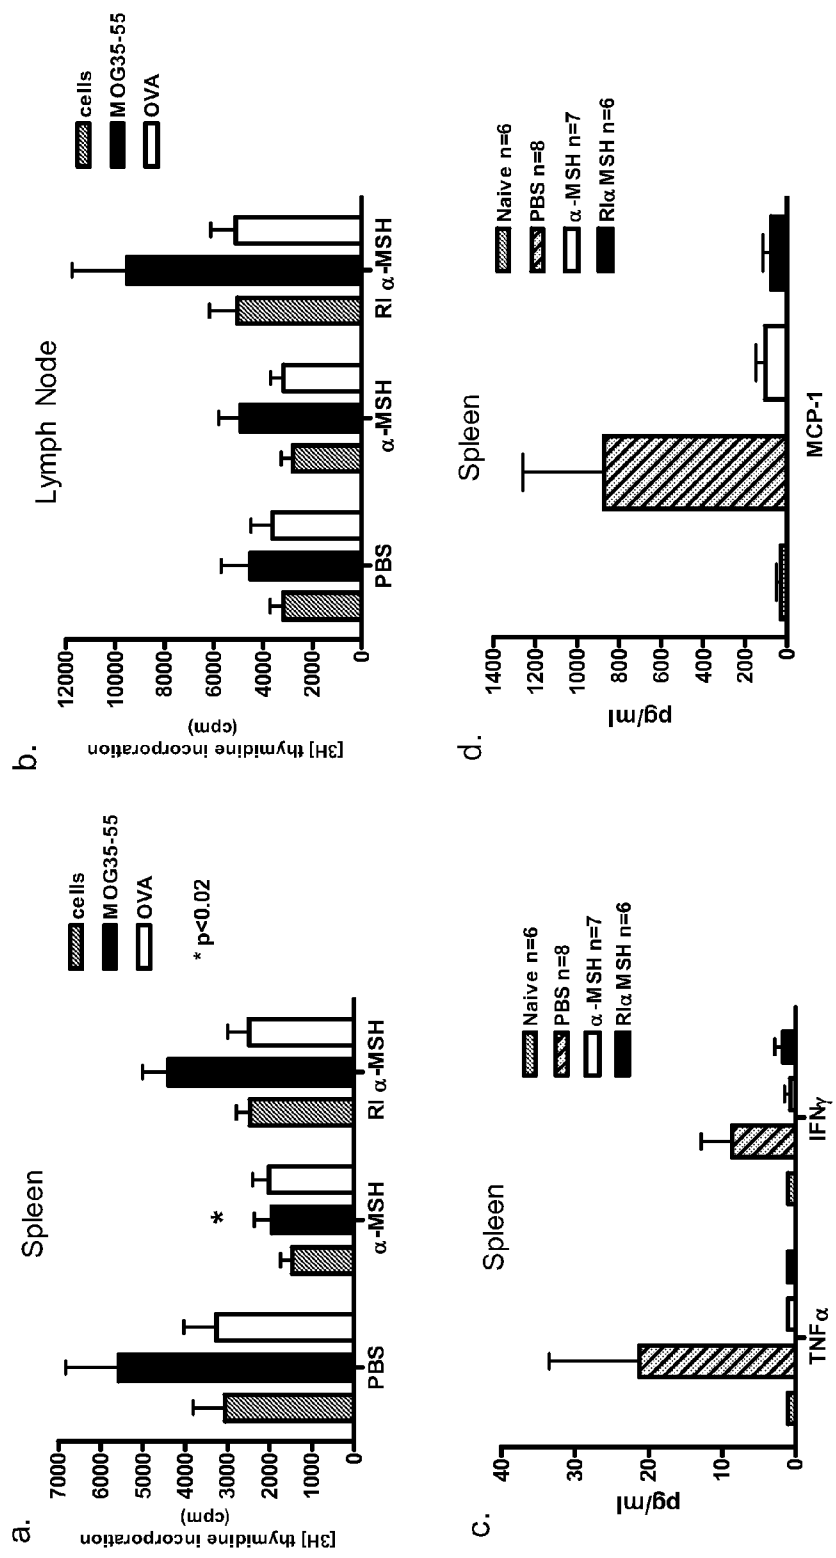 a.
Spleen
[3H] thymidine incorporation
(cpm)
7000
6000
5000
4000
3000
2000
1000
0
PBS
α-MSH
RI α-MSH
*
cells
MOG35-55
OVA
* p<0.02
b.
Lymph Node
[3H] thymidine incorporation
(cpm)
12000
10000
8000
6000
4000
2000
0
PBS
α-MSH
RI α-MSH
cells
MOG35-55
OVA
c.
Spleen
pg/ml
40
30
20
10
0
TNFα
IFNγ
Naive n=6
PBS n=8
α-MSH n=7
RIα MSH n=6
d.
Spleen
pg/ml
1400
1200
1000
800
600
400
200
0
MCP-1
Naive n=6
PBS n=8
α-MSH n=7
RIα MSH n=6